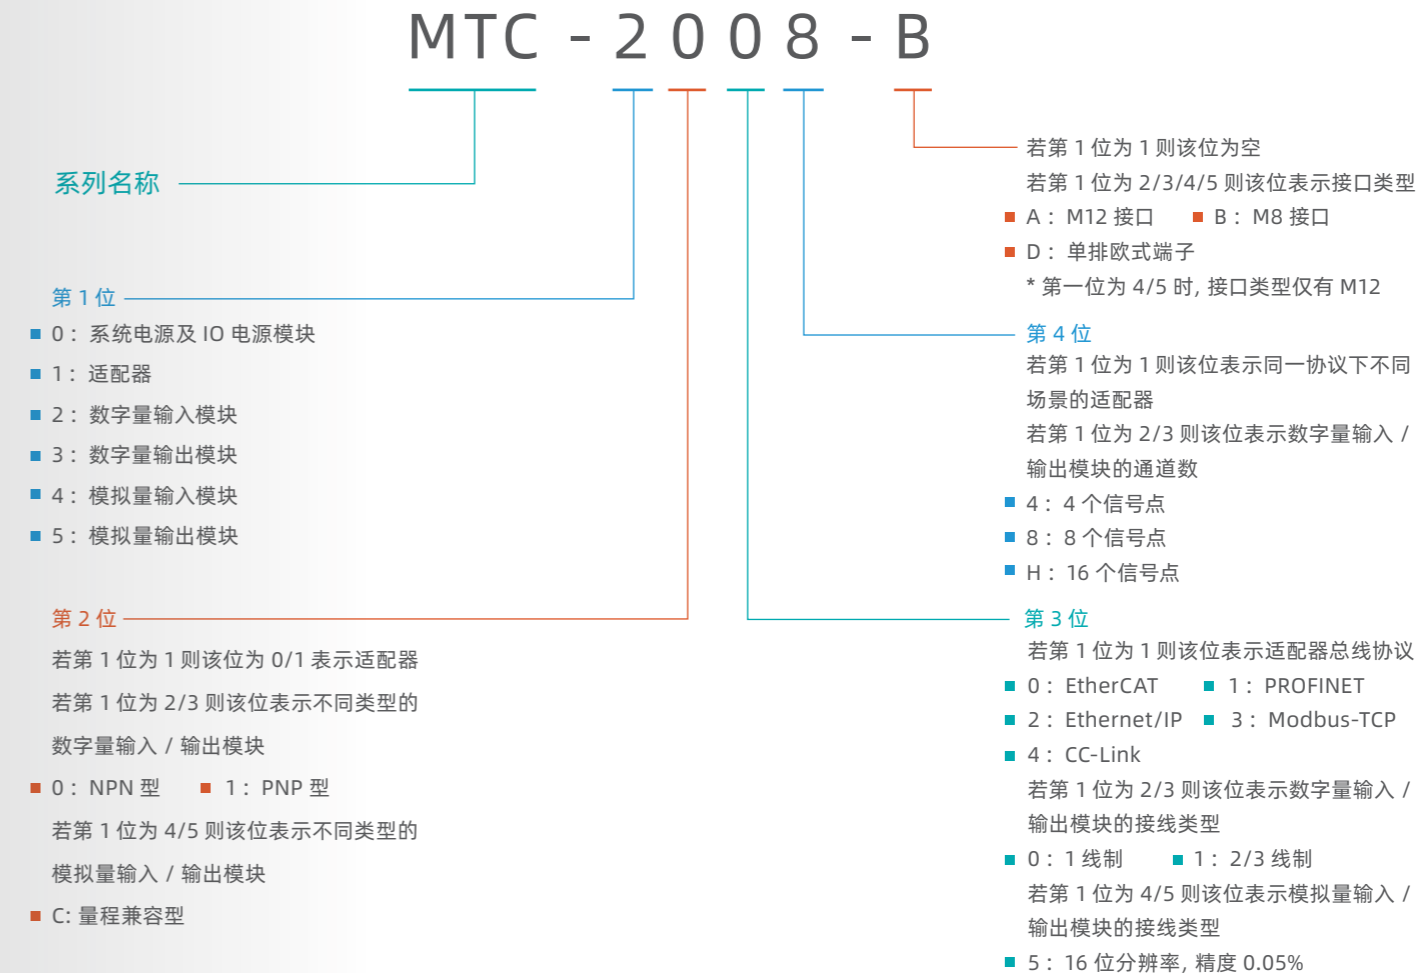 MTC - 2008 - B
系列名称
第 1 位
0： 系统电源及 IO 电源模块
1： 适配器
2： 数字量输入模块
3： 数字量输出模块
4： 模拟量输入模块
5： 模拟量输出模块
第 2 位
若第 1 位为 1 则该位为 0/1 表示适配器
若第 1 位为 2/3 则该位表示不同类型的
数字量输入 / 输出模块
0： NPN 型 1： PNP 型
若第 1 位为 4/5 则该位表示不同类型的
模拟量输入 / 输出模块
C: 量程兼容型
若第 1 位为 1 则该位为空
若第 1 位为 2/3/4/5 则该位表示接口类型
A： M12 接口 B： M8 接口
D： 单排欧式端子
* 第一位为 4/5 时, 接口类型仅有 M12
第 4 位
若第 1 位为 1 则该位表示同一协议下不同
场景的适配器
若第 1 位为 2/3 则该位表示数字量输入 /
输出模块的通道数
4： 4 个信号点
8： 8 个信号点
H： 16 个信号点
第 3 位
若第 1 位为 1 则该位表示适配器总线协议
0： EtherCAT 1： PROFINET
2： Ethernet/IP 3： Modbus-TCP
4： CC-Link
若第 1 位为 2/3 则该位表示数字量输入 /
输出模块的接线类型
0： 1 线制 1： 2/3 线制
若第 1 位为 4/5 则该位表示模拟量输入 /
输出模块的接线类型
5： 16 位分辨率, 精度 0.05%